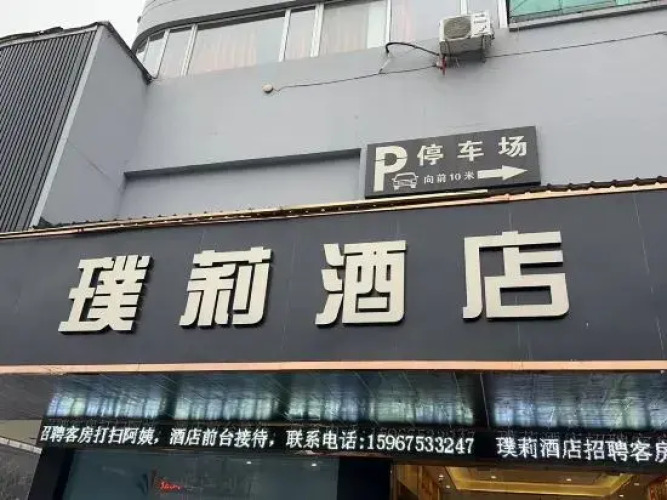 P 停车场
向前10米
璞莉酒店
召聘客房打扫阿姨，酒店前台接待，联系电话:15967533247 璞莉酒店招聘客房